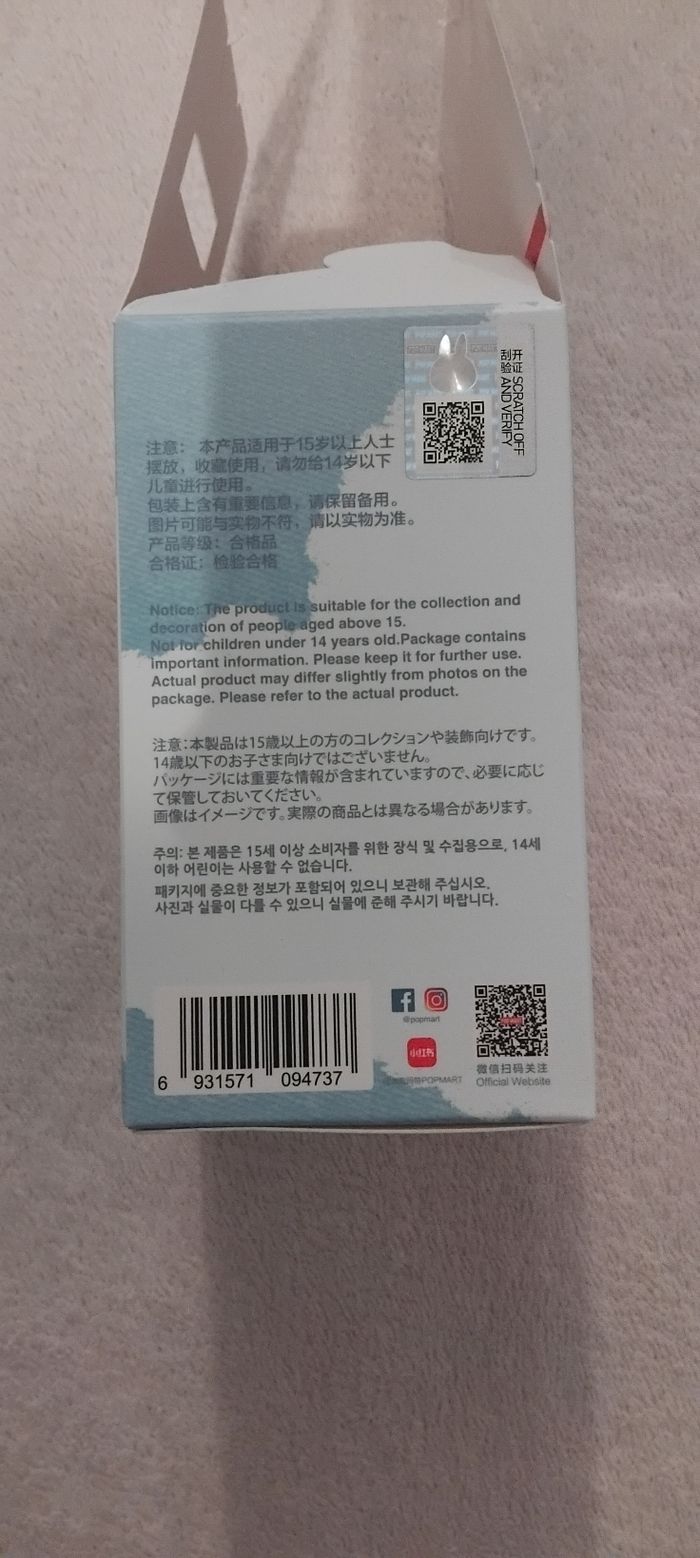 开证 SCRATCH OFF
刮验 AND VERIFY
注意： 本产品适用于15岁以上人士
摆放，收藏使用，请勿给14岁以下
儿童进行使用。
包装上含有重要信息，请保留备用。
图片可能与实物不符，请以实物为准。
产品等级：合格品
合格证：检验合格
Notice: The product is suitable for the collection and
decoration of people aged above 15.
Not for children under 14 years old.Package contains
important information. Please keep it for further use.
Actual product may differ slightly from photos on the
package. Please refer to the actual product.
注意：本製品は15歳以上の方のコレクションや装飾向けです。
14歳以下のお子さま向けではございません。
パッケージには重要な情報が含まれていますので、必要に応じ
て保管しておいてください。
画像はイメージです。実際の商品とは異なる場合があります。
주의: 본 제품은 15세 이상 소비자를 위한 장식 및 수집용으로, 14세
이하 어린이는 사용할 수 없습니다.
패키지에 중요한 정보가 포함되어 있으니 보관해 주십시오.
사진과 실물이 다를 수 있으니 실물에 준해 주시기 바랍니다.
@popmart
小红书
POPMART
微信扫码关注
Official Website
6 931571 094737